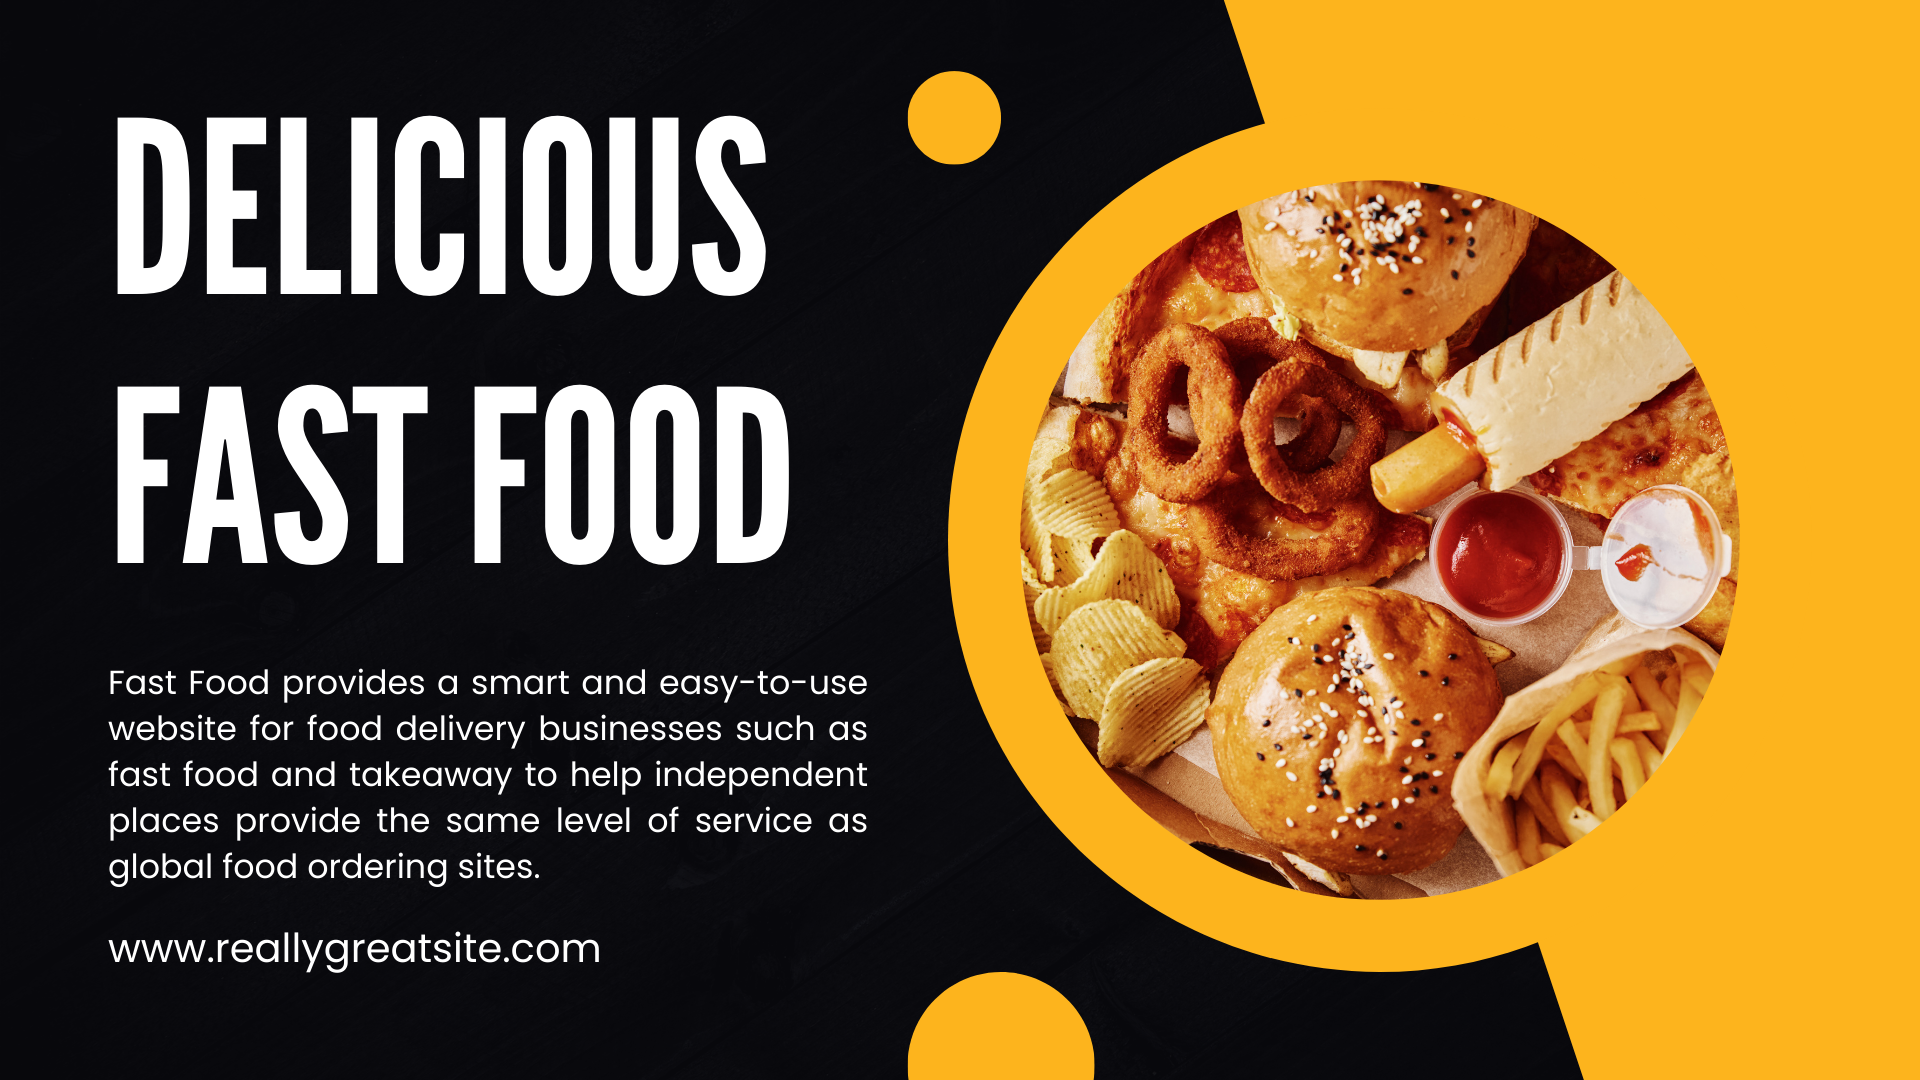 DELICIOUS
FAST FOOD
Fast Food provides a smart and easy-to-use
website for food delivery businesses such as
fast food and takeaway to help independent
places provide the same level of service as
global food ordering sites.
www.reallygreatsite.com